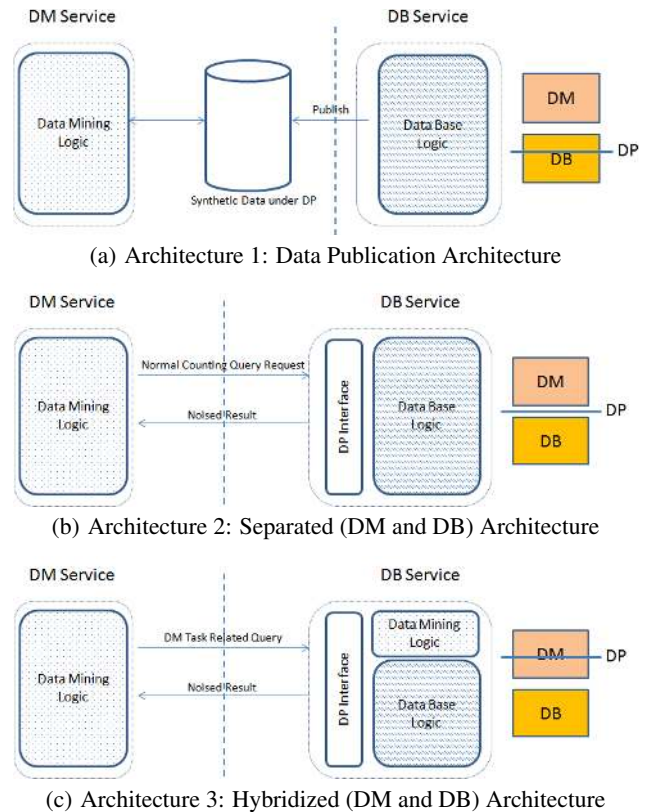 DM Service
DB Service
Data Mining
Logic
Synthetic Data under DP
Publish
Data Base
Logic
DM
DB
DP
(a) Architecture 1: Data Publication Architecture
DM Service
DB Service
Data Mining
Logic
Normal Counting Query Request
Noised Result
DP Interface
Data Base
Logic
DM
DP
DB
(b) Architecture 2: Separated (DM and DB) Architecture
DM Service
DB Service
Data Mining
Logic
DM Task Related Query
Noised Result
DP Interface
Data Mining
Logic
Data Base
Logic
DM
DP
DB
(c) Architecture 3: Hybridized (DM and DB) Architecture